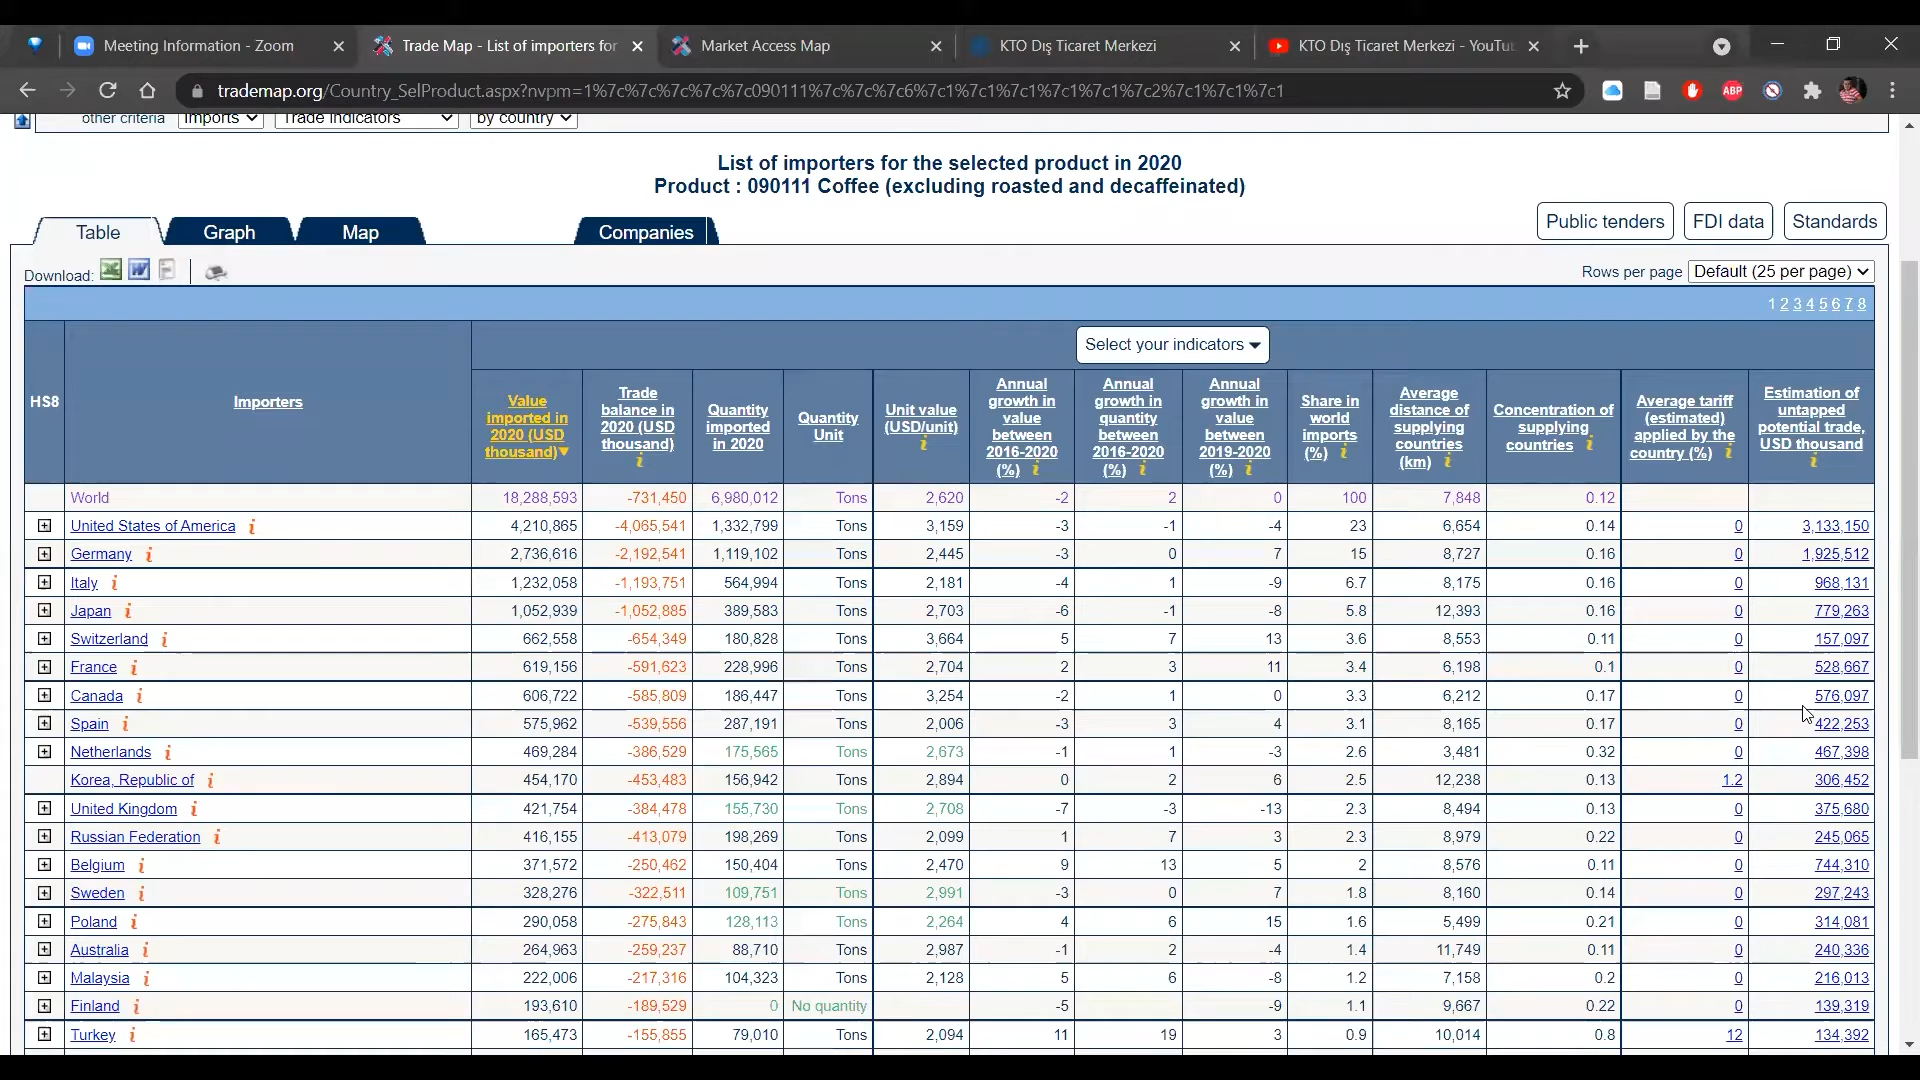 Meeting Information - Zoom
Trade Map - List of importers for
Market Access Map
KTO Dış Ticaret Merkezi
KTO Dış Ticaret Merkezi - YouTu
trademap.org/Country_SelProduct.aspx?nvpm=1%7c%7c%7c%7c%7c090111%7c%7c%7c6%7c1%7c1%7c1%7c1%7c1%7c2%7c1%7c1%7c1
ABP
other criteria Imports Trade Indicators by country
List of importers for the selected product in 2020
Product : 090111 Coffee (excluding roasted and decaffeinated)
Table Graph Map Companies
Public tenders FDI data Standards
Download:
Rows per page Default (25 per page)
1 2 3 4 5 6 7 8
Select your indicators
HS8
Importers
Value imported in 2020 (USD thousand)
Trade balance in 2020 (USD thousand) i
Quantity imported in 2020
Quantity Unit
Unit value (USD/unit) i
Annual growth in value between 2016-2020 (%) i
Annual growth in quantity between 2016-2020 (%) i
Annual growth in value between 2019-2020 (%) i
Share in world imports (%) i
Average distance of supplying countries (km) i
Concentration of supplying countries i
Average tariff (estimated) applied by the country (%) i
Estimation of untapped potential trade, USD thousand i
World 18,288,593 -731,450 6,980,012 Tons 2,620 -2 2 0 100 7,848 0.12
United States of America i 4,210,865 -4,065,541 1,332,799 Tons 3,159 -3 -1 -4 23 6,654 0.14 0 3,133,150
Germany i 2,736,616 -2,192,541 1,119,102 Tons 2,445 -3 0 7 15 8,727 0.16 0 1,925,512
Italy i 1,232,058 -1,193,751 564,994 Tons 2,181 -4 1 -9 6.7 8,175 0.16 0 968,131
Japan i 1,052,939 -1,052,885 389,583 Tons 2,703 -6 -1 -8 5.8 12,393 0.16 0 779,263
Switzerland i 662,558 -654,349 180,828 Tons 3,664 5 7 13 3.6 8,553 0.11 0 157,097
France i 619,156 -591,623 228,996 Tons 2,704 2 3 11 3.4 6,198 0.1 0 528,667
Canada i 606,722 -585,809 186,447 Tons 3,254 -2 1 0 3.3 6,212 0.17 0 576,097
Spain i 575,962 -539,556 287,191 Tons 2,006 -3 3 4 3.1 8,165 0.17 0 422,253
Netherlands i 469,284 -386,529 175,565 Tons 2,673 -1 1 -3 2.6 3,481 0.32 0 467,398
Korea, Republic of i 454,170 -453,483 156,942 Tons 2,894 0 2 6 2.5 12,238 0.13 1.2 306,452
United Kingdom i 421,754 -384,478 155,730 Tons 2,708 -7 -3 -13 2.3 8,494 0.13 0 375,680
Russian Federation i 416,155 -413,079 198,269 Tons 2,099 1 7 3 2.3 8,979 0.22 0 245,065
Belgium i 371,572 -250,462 150,404 Tons 2,470 9 13 5 2 8,576 0.11 0 744,310
Sweden i 328,276 -322,511 109,751 Tons 2,991 -3 0 7 1.8 8,160 0.14 0 297,243
Poland i 290,058 -275,843 128,113 Tons 2,264 4 6 15 1.6 5,499 0.21 0 314,081
Australia i 264,963 -259,237 88,710 Tons 2,987 -1 2 -4 1.4 11,749 0.11 0 240,336
Malaysia i 222,006 -217,316 104,323 Tons 2,128 5 6 -8 1.2 7,158 0.2 0 216,013
Finland i 193,610 -189,529 0 No quantity -5 -9 1.1 9,667 0.22 0 139,319
Turkey i 165,473 -155,855 79,010 Tons 2,094 11 19 3 0.9 10,014 0.8 12 134,392